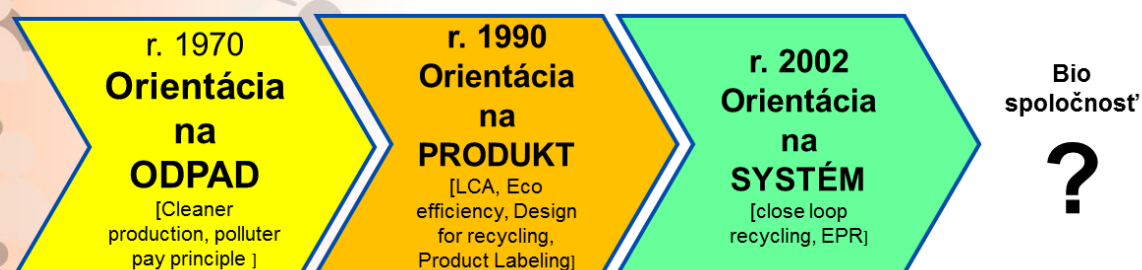 r. 1970
Orientácia
na
ODPAD
[Cleaner
production, polluter
pay principle ]
r. 1990
Orientácia
na
PRODUKT
[LCA, Eco
efficiency, Design
for recycling,
Product Labeling]
r. 2002
Orientácia
na
SYSTÉM
[close loop
recycling, EPR]
Bio
spoločnosť
?